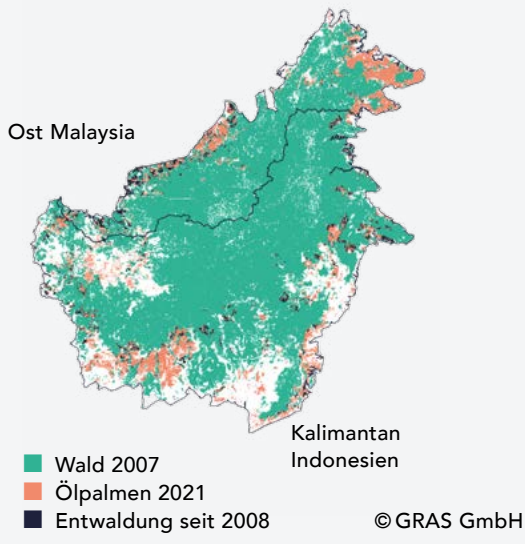 Ost Malaysia
Kalimantan
Indonesien
Wald 2007
Ölpalmen 2021
Entwaldung seit 2008
© GRAS GmbH